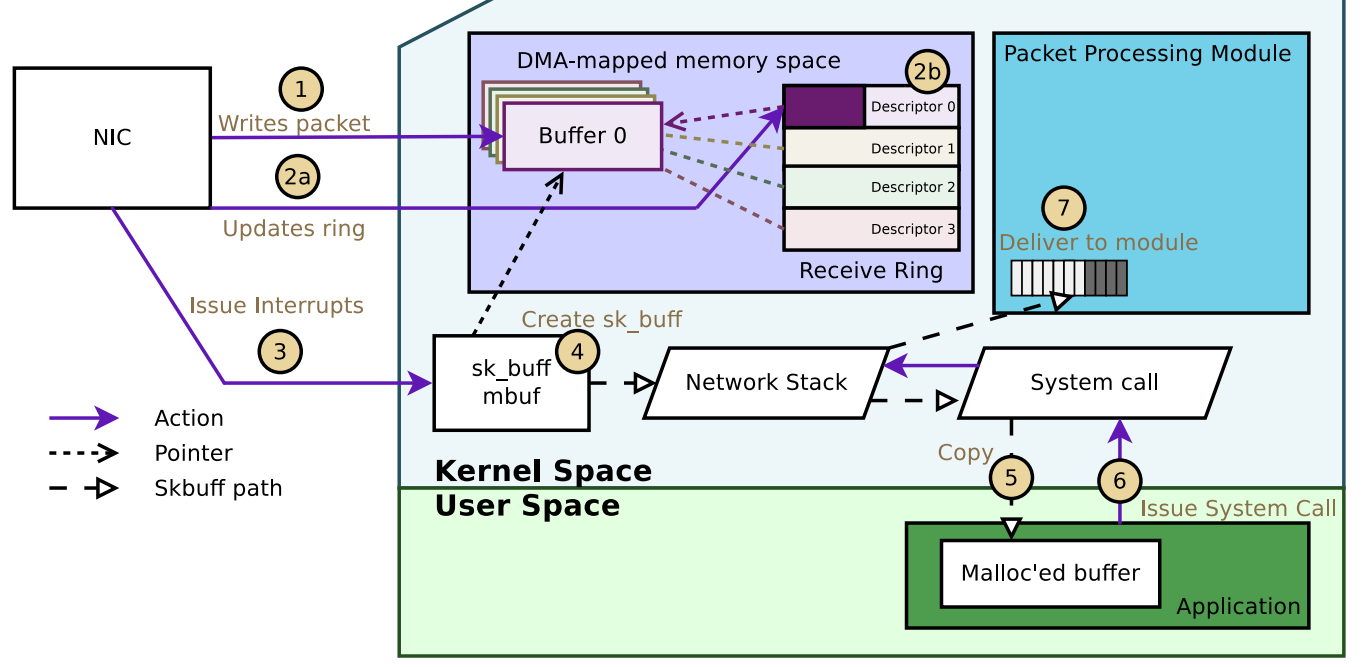 DMA-mapped memory space
2b
Packet Processing Module
1
NIC
Writes packet
Buffer 0
Descriptor 0
Descriptor 1
Descriptor 2
Descriptor 3
2a
Updates ring
Receive Ring
7
Deliver to module
Issue Interrupts
3
Create sk_buff
4
sk_buff
mbuf
Network Stack
System call
Action
Pointer
Skbuff path
Copy
5
6
Kernel Space
User Space
Issue System Call
Malloc'ed buffer
Application